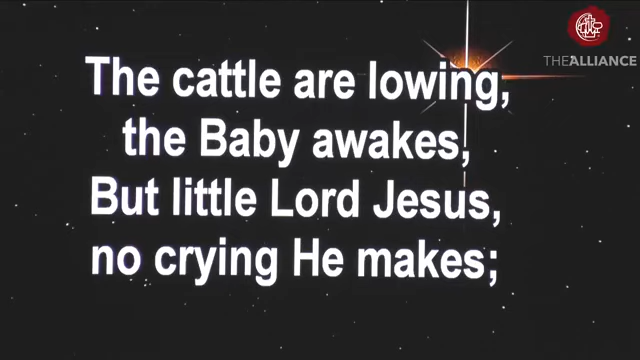 THEALLIANCE
The cattle are lowing,
the Baby awakes,
But little Lord Jesus,
no crying He makes;